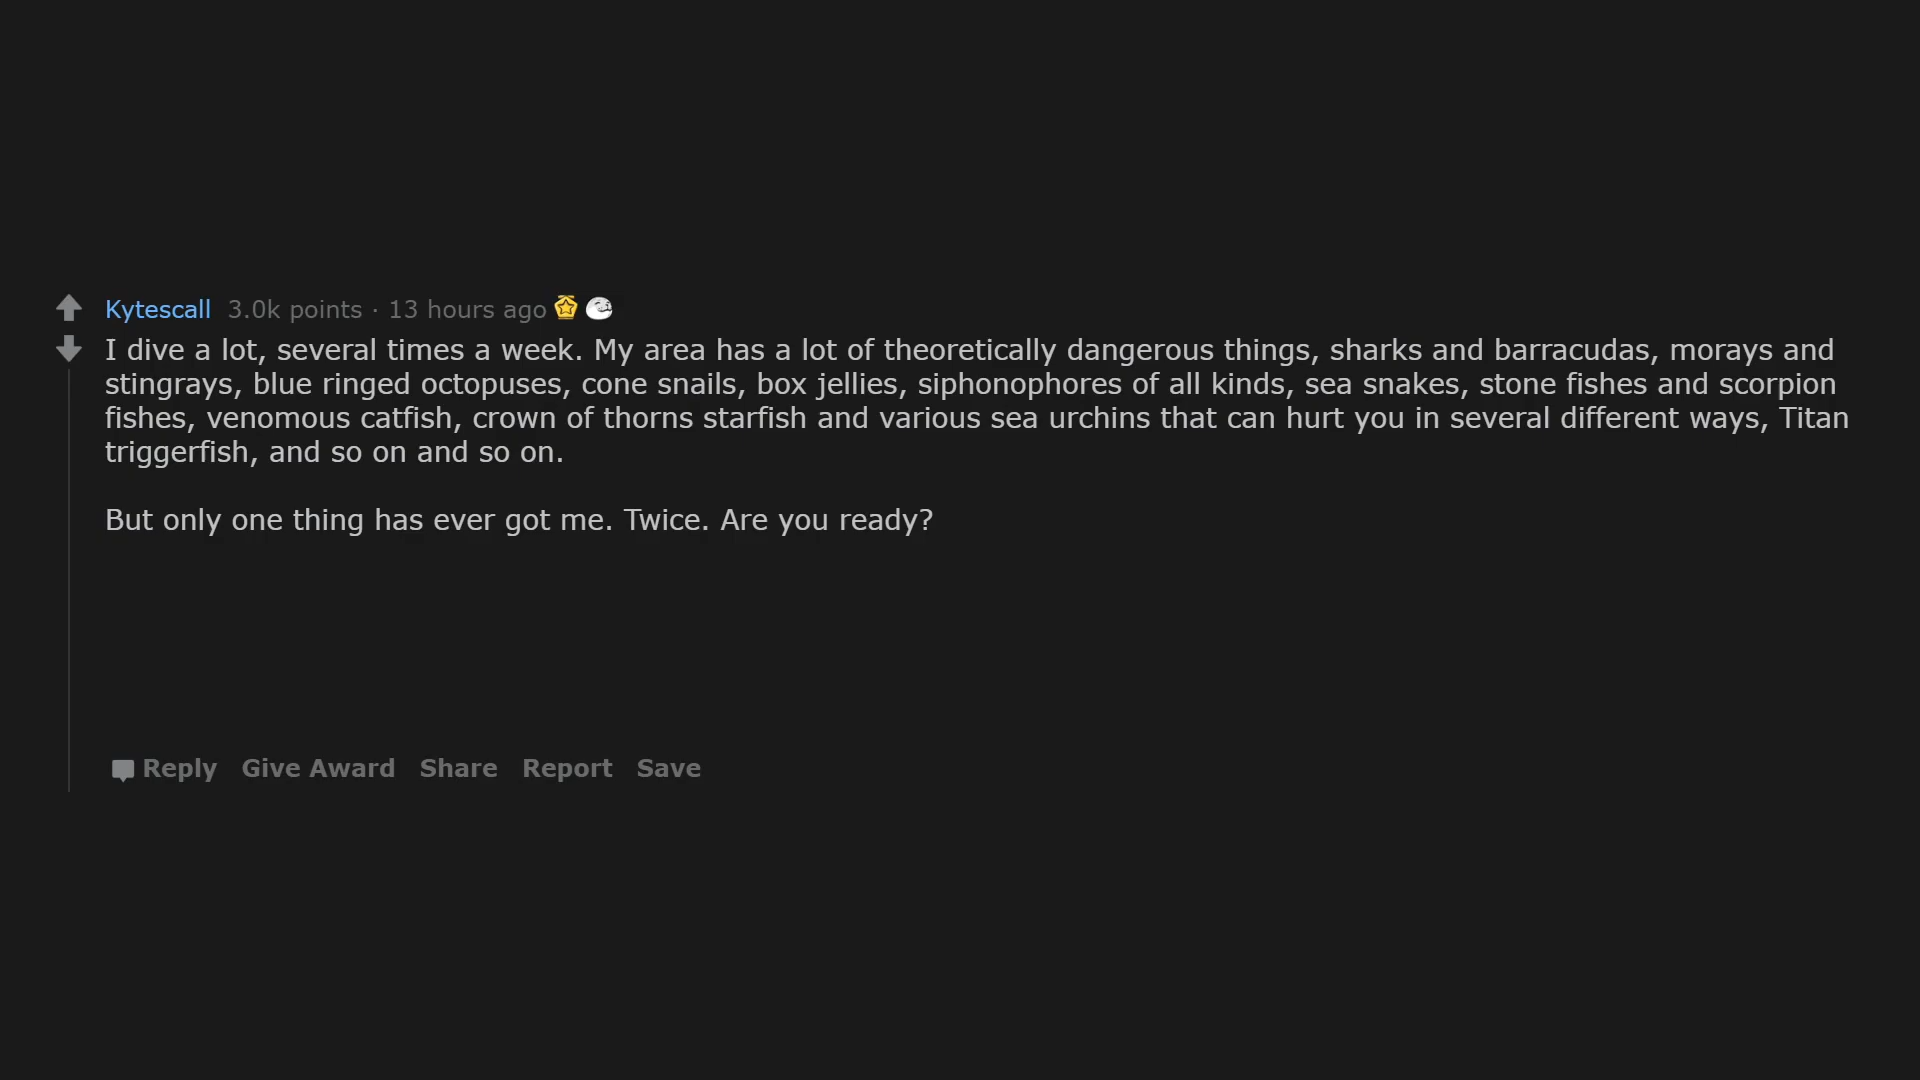 Kytescall 3.0k points · 13 hours ago
I dive a lot, several times a week. My area has a lot of theoretically dangerous things, sharks and barracudas, morays and
stingrays, blue ringed octopuses, cone snails, box jellies, siphonophores of all kinds, sea snakes, stone fishes and scorpion
fishes, venomous catfish, crown of thorns starfish and various sea urchins that can hurt you in several different ways, Titan
triggerfish, and so on and so on.
But only one thing has ever got me. Twice. Are you ready?
Reply Give Award Share Report Save